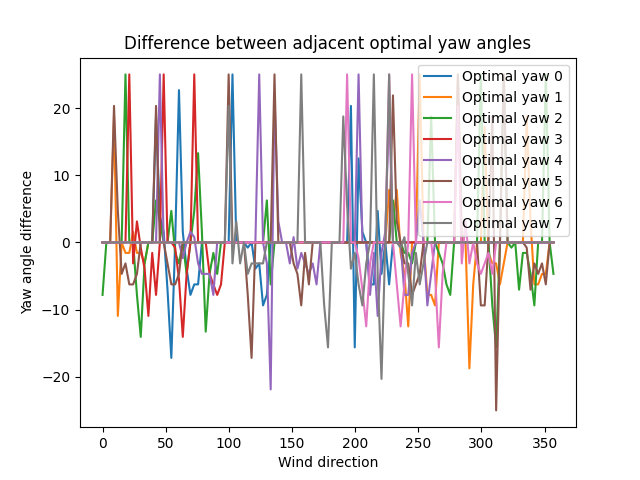 Difference between adjacent optimal yaw angles
Optimal yaw 0
Optimal yaw 1
Optimal yaw 2
Optimal yaw 3
Optimal yaw 4
Optimal yaw 5
Optimal yaw 6
Optimal yaw 7
Yaw angle difference
20
10
0
−10
−20
0 50 100 150 200 250 300 350
Wind direction